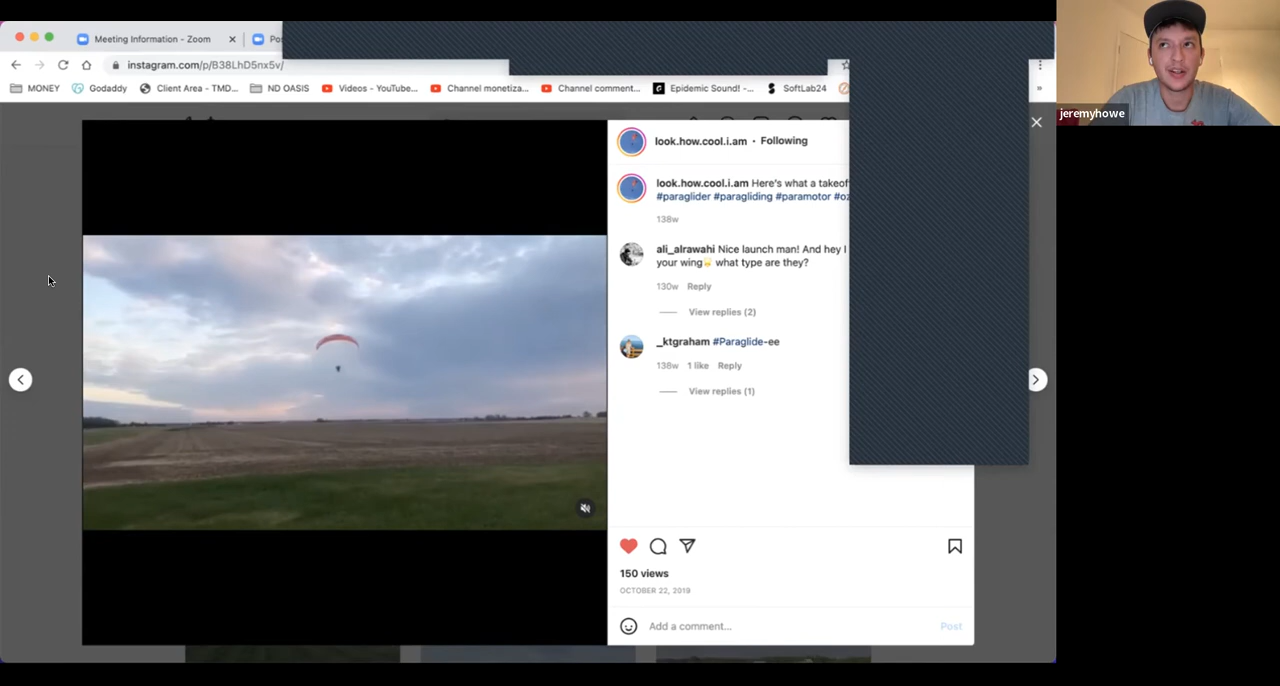 Meeting Information - Zoom
instagram.com/p/B38LhD5nx5v/
MONEY Godaddy Client Area - TMD... ND OASIS Videos - YouTube... Channel monetiza... Channel comment... Epidemic Sound! -... SoftLab24 »
jeremyhowe
look.how.cool.i.am • Following
look.how.cool.i.am Here's what a
#paraglider #paragliding #paramotor
138w
ali_alrawahi Nice launch man! And hey I
your wing what type are they?
130w Reply
View replies (2)
_ktgraham #Paraglide-ee
138w 1 like Reply
View replies (1)
150 views
OCTOBER 22, 2019
Add a comment... Post